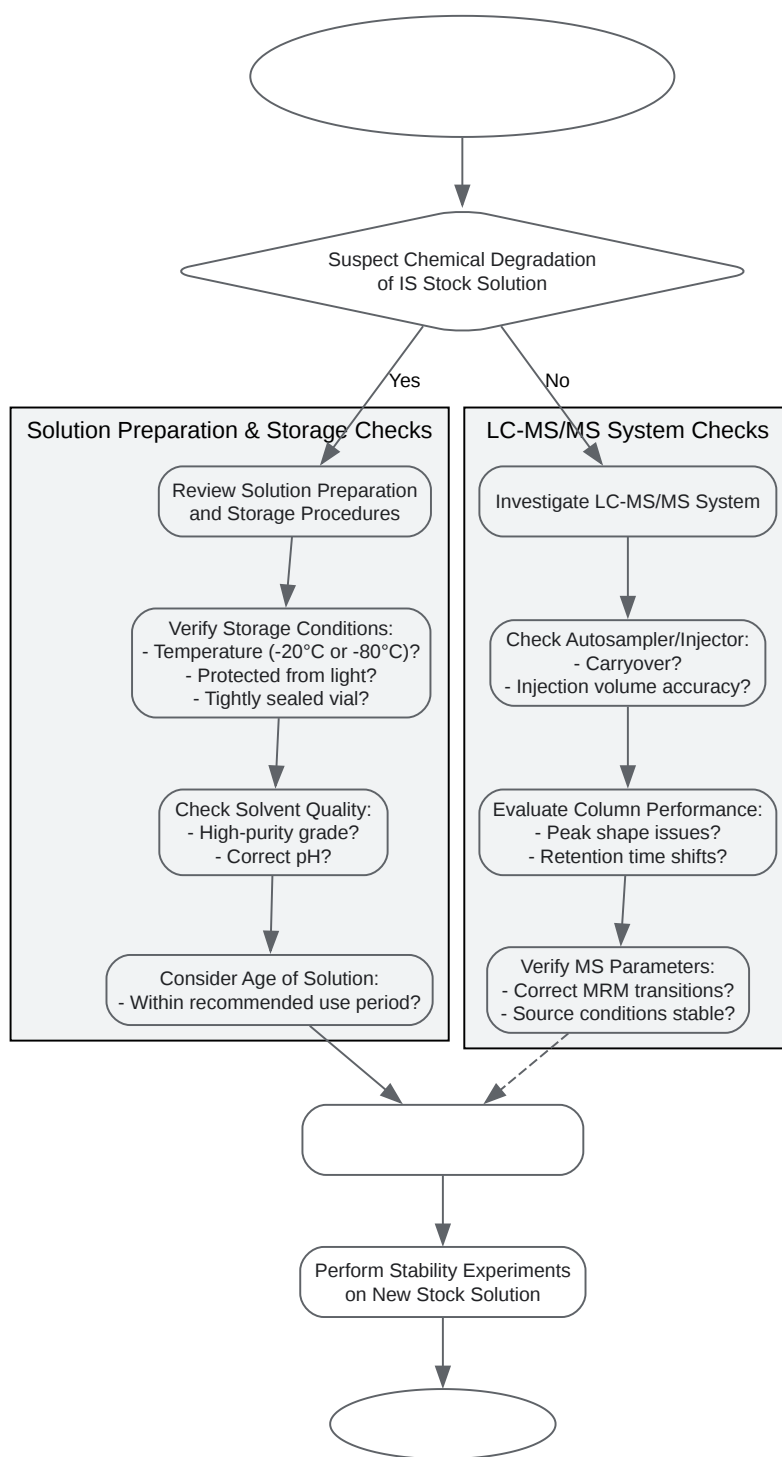 Suspect Chemical Degradation
of IS Stock Solution
Yes
No
Solution Preparation & Storage Checks
Review Solution Preparation
and Storage Procedures
Verify Storage Conditions:
- Temperature (-20°C or -80°C)?
- Protected from light?
- Tightly sealed vial?
Check Solvent Quality:
- High-purity grade?
- Correct pH?
Consider Age of Solution:
- Within recommended use period?
LC-MS/MS System Checks
Investigate LC-MS/MS System
Check Autosampler/Injector:
- Carryover?
- Injection volume accuracy?
Evaluate Column Performance:
- Peak shape issues?
- Retention time shifts?
Verify MS Parameters:
- Correct MRM transitions?
- Source conditions stable?
Perform Stability Experiments
on New Stock Solution